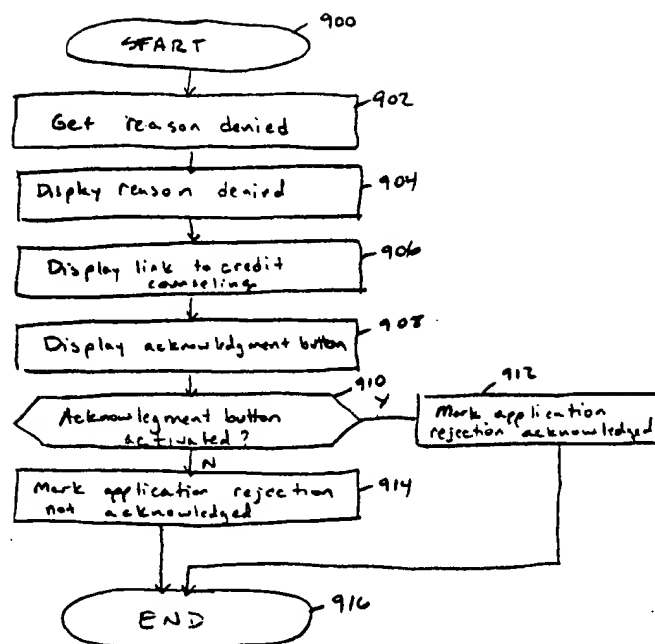 900
START
902
Get reason denied
904
Display reason denied
906
Display link to credit
counseling
908
Display acknowledgment button
910
Y
912
Acknowlegment button
activated?
Mark application
rejection acknowledged
N
914
Mark application rejection
not acknowledged
END
916